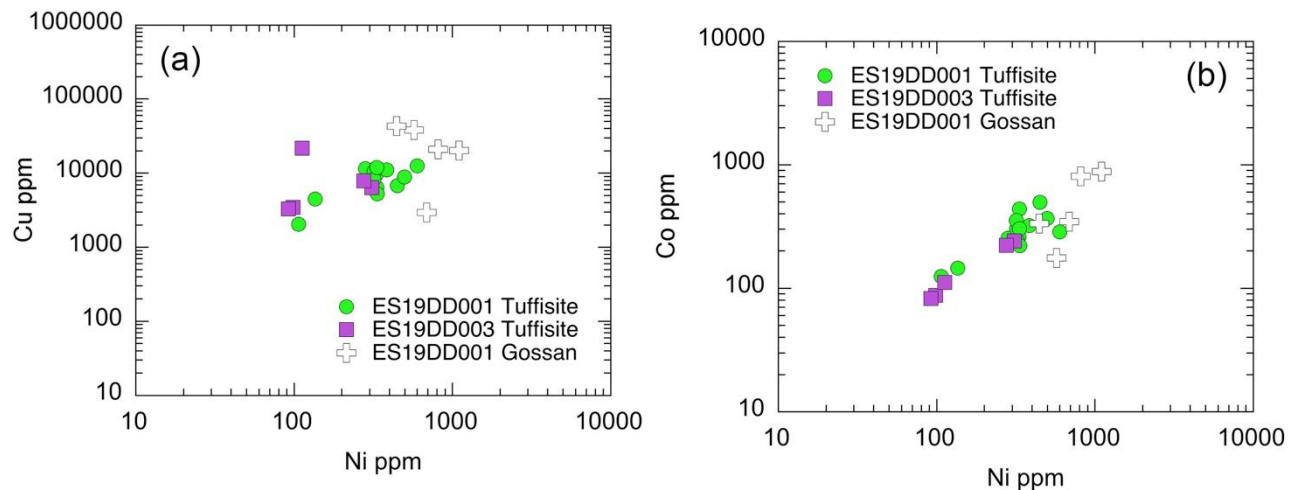 (a)
Cu ppm
1000000
100000
10000
1000
100
10
ES19DD001 Tuffisite
ES19DD003 Tuffisite
ES19DD001 Gossan
10 100 1000 10000
Ni ppm
(b)
Co ppm
10000
1000
100
10
ES19DD001 Tuffisite
ES19DD003 Tuffisite
ES19DD001 Gossan
10 100 1000 10000
Ni ppm